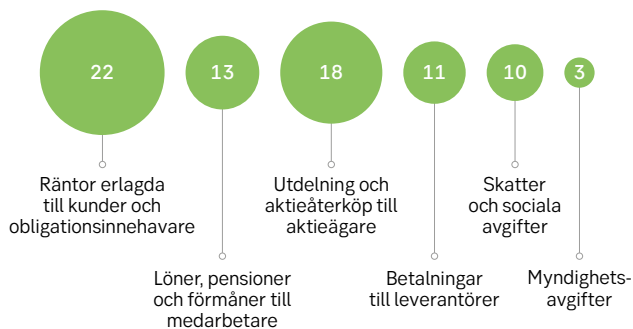 22
13
18
11
10
3
Räntor erlagda
till kunder och
obligationsinnehavare
Löner, pensioner
och förmåner till
medarbetare
Utdelning och
aktieåterköp till
aktieägare
Betalningar
till leverantörer
Skatter
och sociala
avgifter
Myndighets-
avgifter